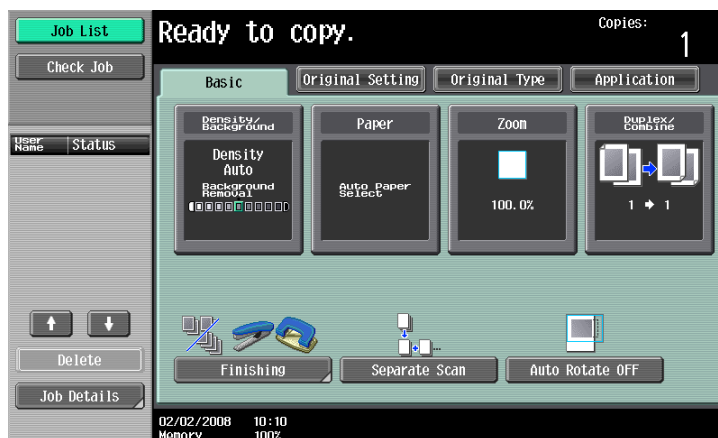 Job List
Check Job
User Name
Status
Delete
Job Details
Ready to copy.
Copies:
1
Basic
Original Setting
Original Type
Application
Density/
Background
Density
Auto
Background
Removal
Paper
Auto Paper
Select
Zoom
100.0%
Duplex/
Combine
1 → 1
Finishing
Separate Scan
Auto Rotate OFF
02/02/2008 10:10
Memory 100%